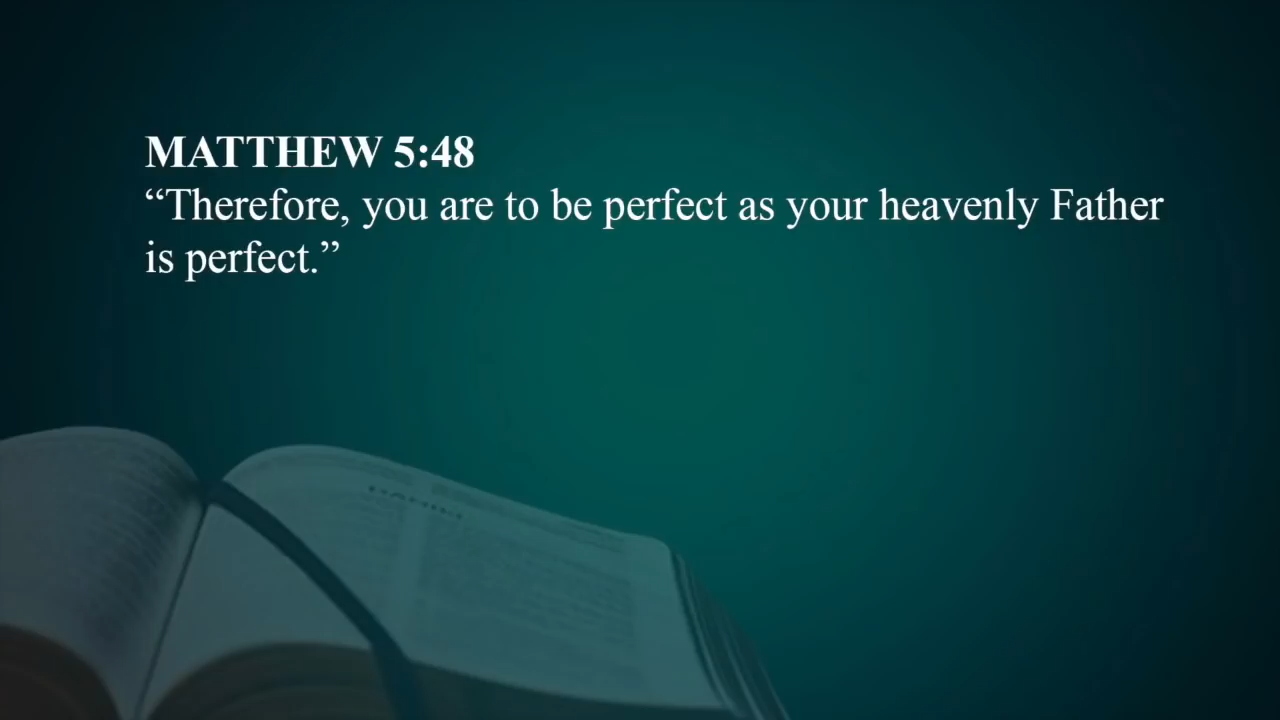 MATTHEW 5:48
“Therefore, you are to be perfect as your heavenly Father
is perfect.”